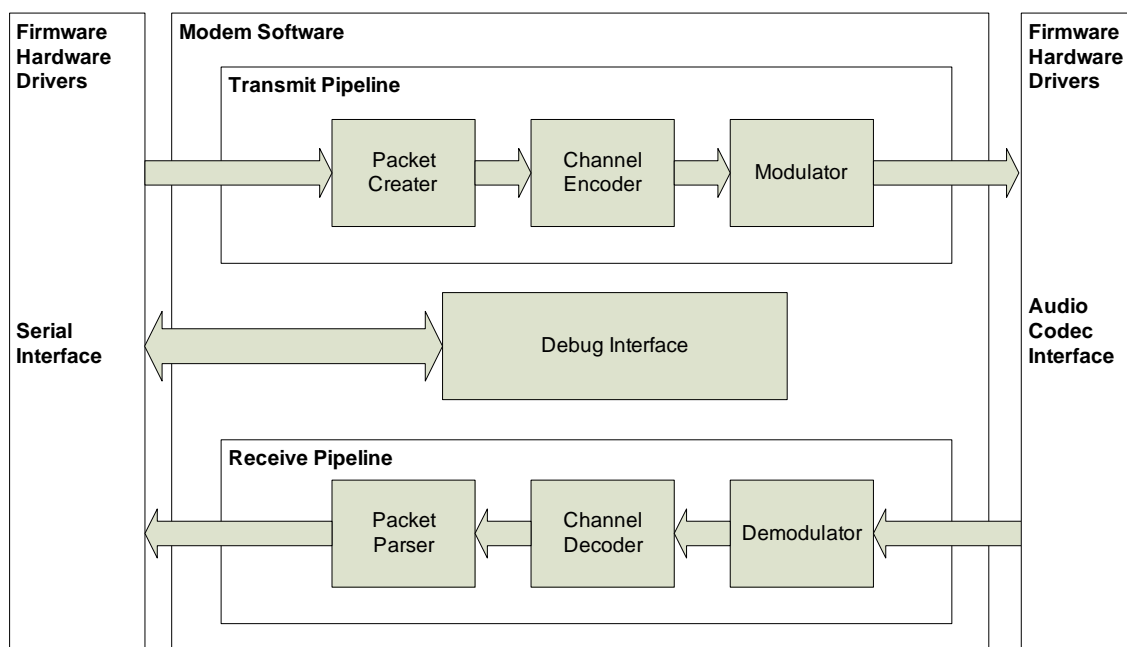 Firmware
Hardware
Drivers
Serial
Interface
Modem Software
Transmit Pipeline
Packet
Creater
Channel
Encoder
Modulator
Debug Interface
Receive Pipeline
Packet
Parser
Channel
Decoder
Demodulator
Firmware
Hardware
Drivers
Audio
Codec
Interface